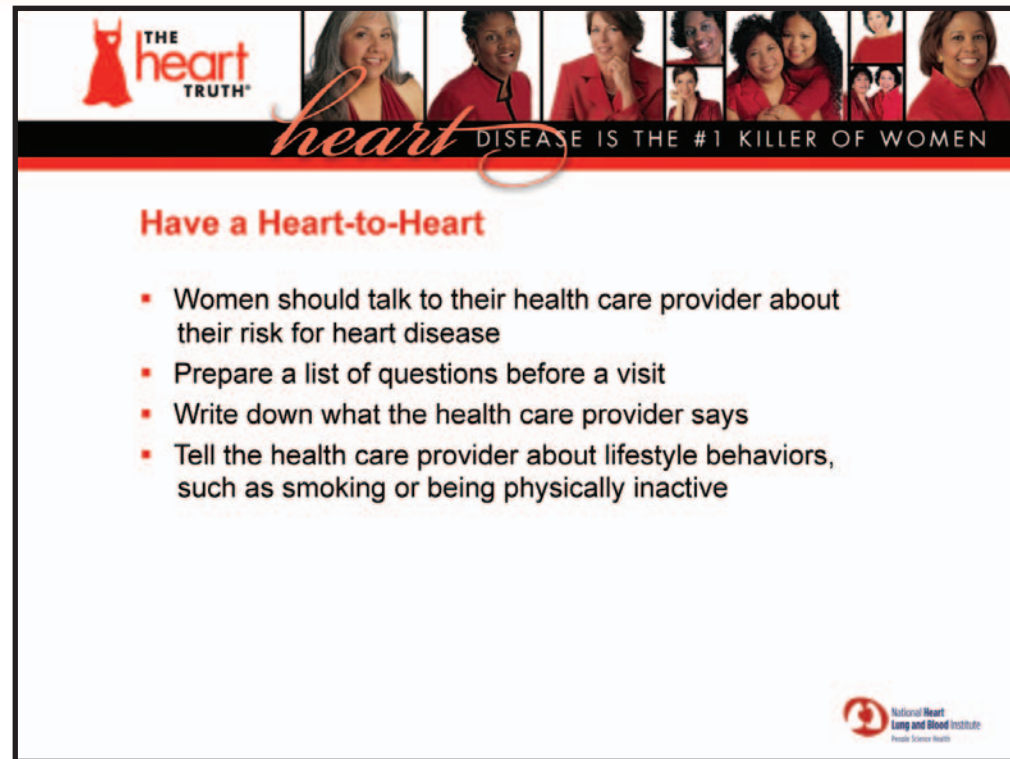 THE
heart
TRUTH®
heart DISEASE IS THE #1 KILLER OF WOMEN
Have a Heart-to-Heart
▪ Women should talk to their health care provider about
their risk for heart disease
▪ Prepare a list of questions before a visit
▪ Write down what the health care provider says
▪ Tell the health care provider about lifestyle behaviors,
such as smoking or being physically inactive
National Heart
Lung and Blood Institute
People Science Health